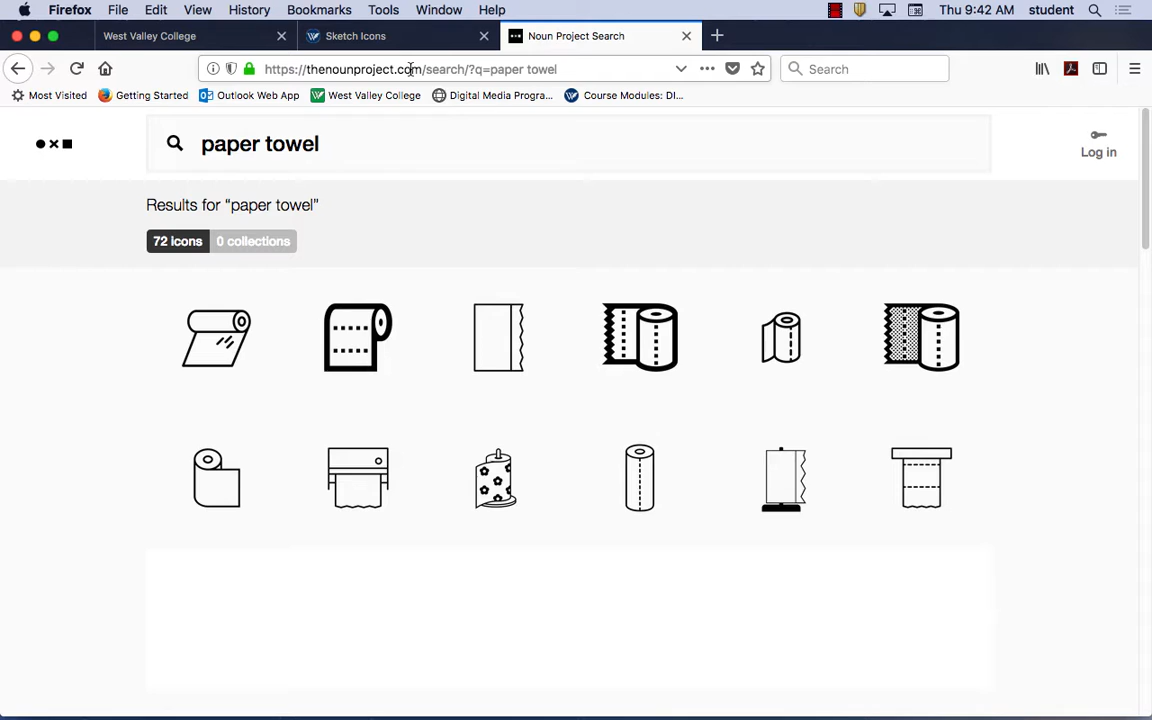 Firefox File Edit View History Bookmarks Tools Window Help Thu 9:42 AM student
West Valley College Sketch Icons Noun Project Search
https://thenounproject.com/search/?q=paper towel Search
Most Visited Getting Started Outlook Web App West Valley College Digital Media Progra... Course Modules: DI...
paper towel
Log in
Results for “paper towel”
72 icons 0 collections